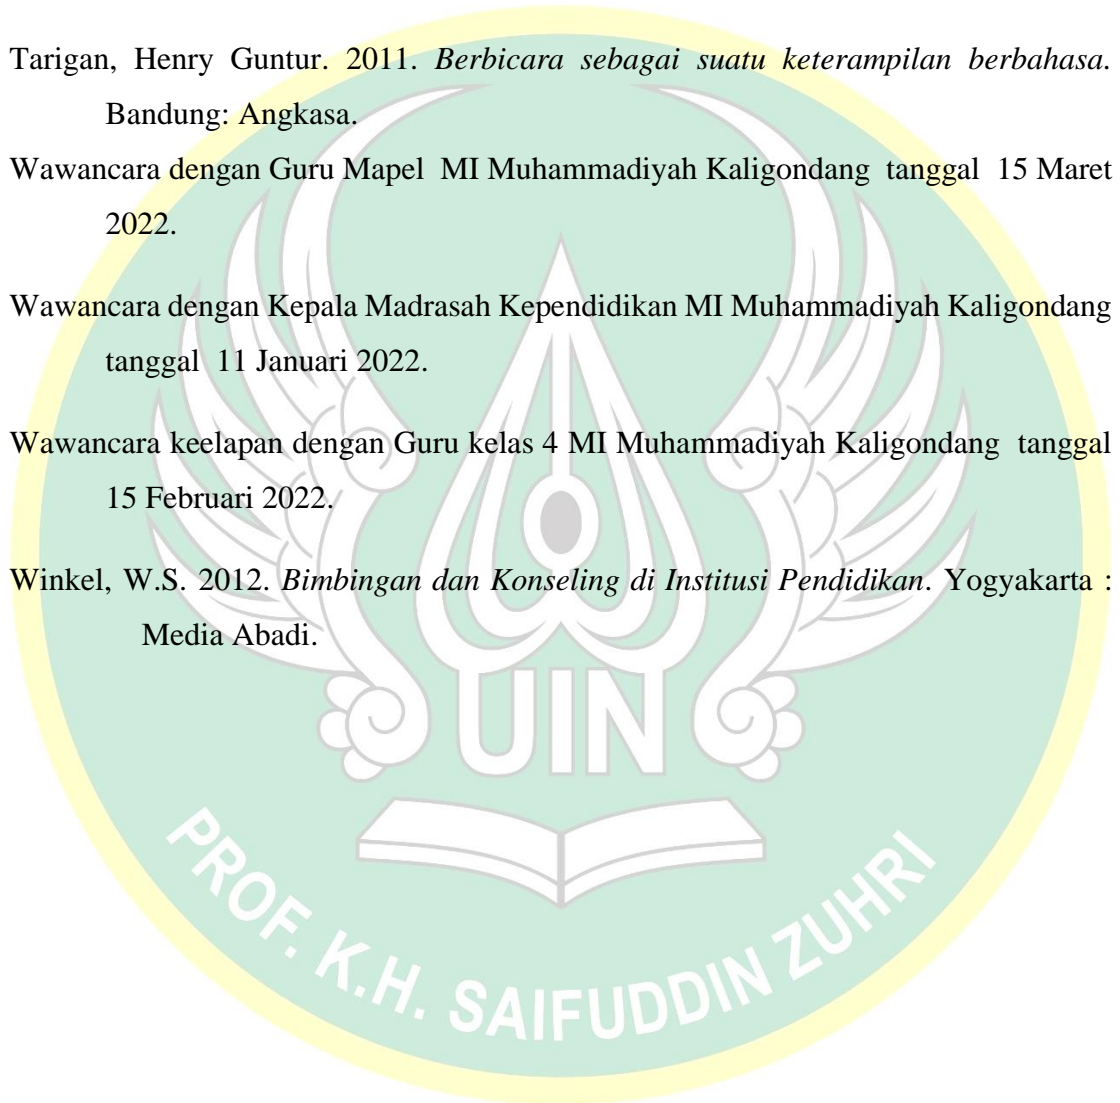 Tarigan, Henry Guntur. 2011. Berbicara sebagai suatu keterampilan berbahasa.
Bandung: Angkasa.
Wawancara dengan Guru Mapel MI Muhammadiyah Kaligondang tanggal 15 Maret
2022.
Wawancara dengan Kepala Madrasah Kependidikan MI Muhammadiyah Kaligondang
tanggal 11 Januari 2022.
Wawancara keelapan dengan Guru kelas 4 MI Muhammadiyah Kaligondang tanggal
15 Februari 2022.
Winkel, W.S. 2012. Bimbingan dan Konseling di Institusi Pendidikan. Yogyakarta :
Media Abadi.
UIN
PROF. K.H. SAIFUDDIN ZUHRI